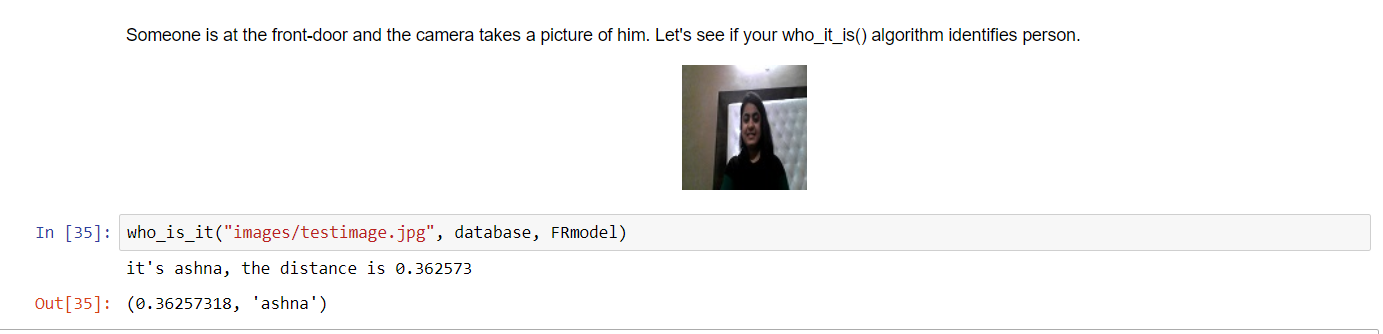 Someone is at the front-door and the camera takes a picture of him. Let's see if your who_it_is() algorithm identifies person.
In [35]: who_is_it("images/testimage.jpg", database, FRmodel)
it's ashna, the distance is 0.362573
Out[35]: (0.36257318, 'ashna')